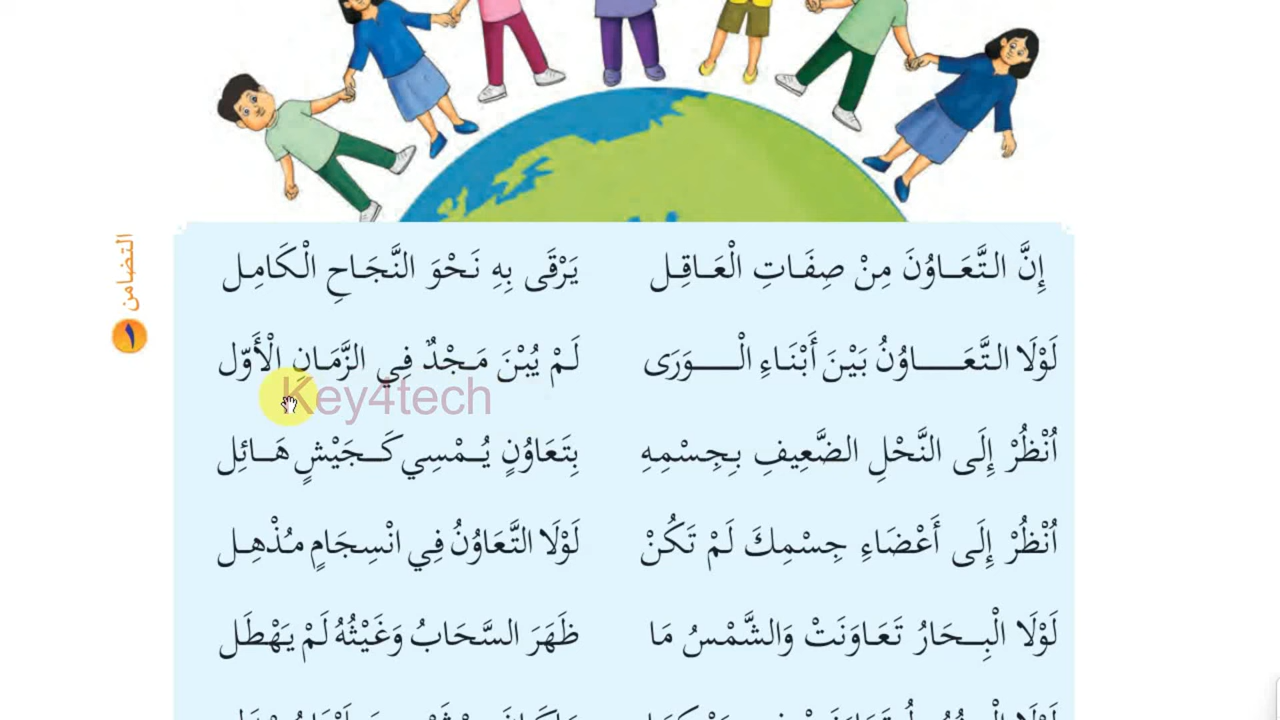 إِنَّ التَّعَاوُنَ مِنْ صِفَاتِ الْعَاقِلِ يَرْقَى بِهِ نَحْوَ النَّجَاحِ الْكَامِلِ
لَوْلَا التَّعَاوُنُ بَيْنَ أَبْنَاءِ الْوَرَى لَمْ يُبْنَ مَجْدٌ فِي الزَّمَانِ الْأَوَّل
Key4tech
اُنْظُرْ إِلَى النَّحْلِ الضَّعِيفِ بِجِسْمِهِ بِتَعَاوُنٍ يُمْسِي كَجَيْشٍ هَائِل
اُنْظُرْ إِلَى أَعْضَاءِ جِسْمِكَ لَمْ تَكُنْ لَوْلَا التَّعَاوُنُ فِي انْسِجَامٍ مُذْهِل
لَوْلَا الْبِحَارُ تَعَاوَنَتْ وَالشَّمْسُ مَا ظَهَرَ السَّحَابُ وَغَيْثُهُ لَمْ يَهْطَل
التضامن
١